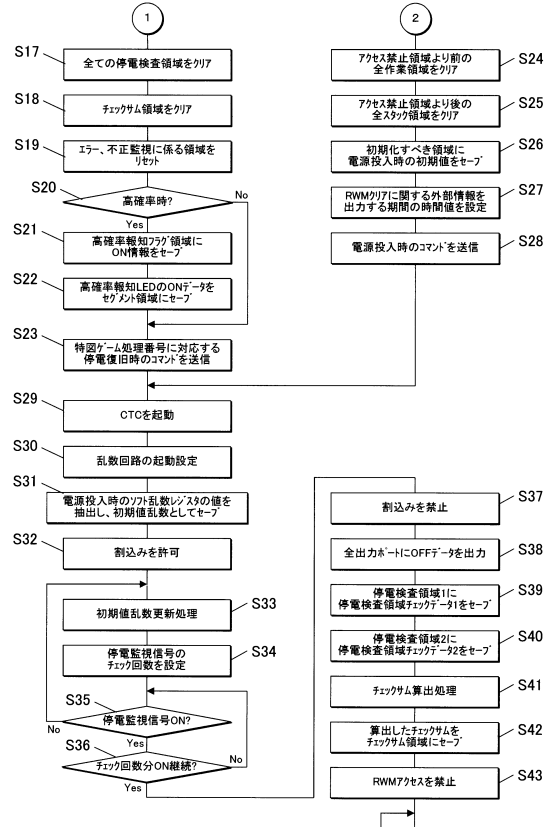 1
S17
全ての停電検査領域をクリア
S18
チェックサム領域をクリア
S19
エラー、不正監視に係る領域を
リセット
S20
高確率時?
No
Yes
S21
高確率報知フラグ領域に
ON情報をセーブ
S22
高確率報知LEDのONデータを
セグメント領域にセーブ
S23
特図ゲーム処理番号に対応する
停電復旧時のコマンドを送信
2
アクセス禁止領域より前の
全作業領域をクリア
S24
アクセス禁止領域より後の
全スタック領域をクリア
S25
初期化すべき領域に
電源投入時の初期値をセーブ
S26
RWMクリアに関する外部情報を
出力する期間の時間値を設定
S27
電源投入時のコマンドを送信
S28
S29
CTCを起動
S30
乱数回路の起動設定
S31
電源投入時のソフト乱数レジスタの値を
抽出し、初期値乱数としてセーブ
S32
割込みを許可
初期値乱数更新処理
S33
停電監視信号の
チェック回数を設定
S34
S35
停電監視信号ON?
No
Yes
S36
チェック回数分ON継続?
No
Yes
割込みを禁止
S37
全出力ポートにOFFデータを出力
S38
停電検査領域1に
停電検査領域チェックデータ1をセーブ
S39
停電検査領域2に
停電検査領域チェックデータ2をセーブ
S40
チェックサム算出処理
S41
算出したチェックサムを
チェックサム領域にセーブ
S42
RWMアクセスを禁止
S43